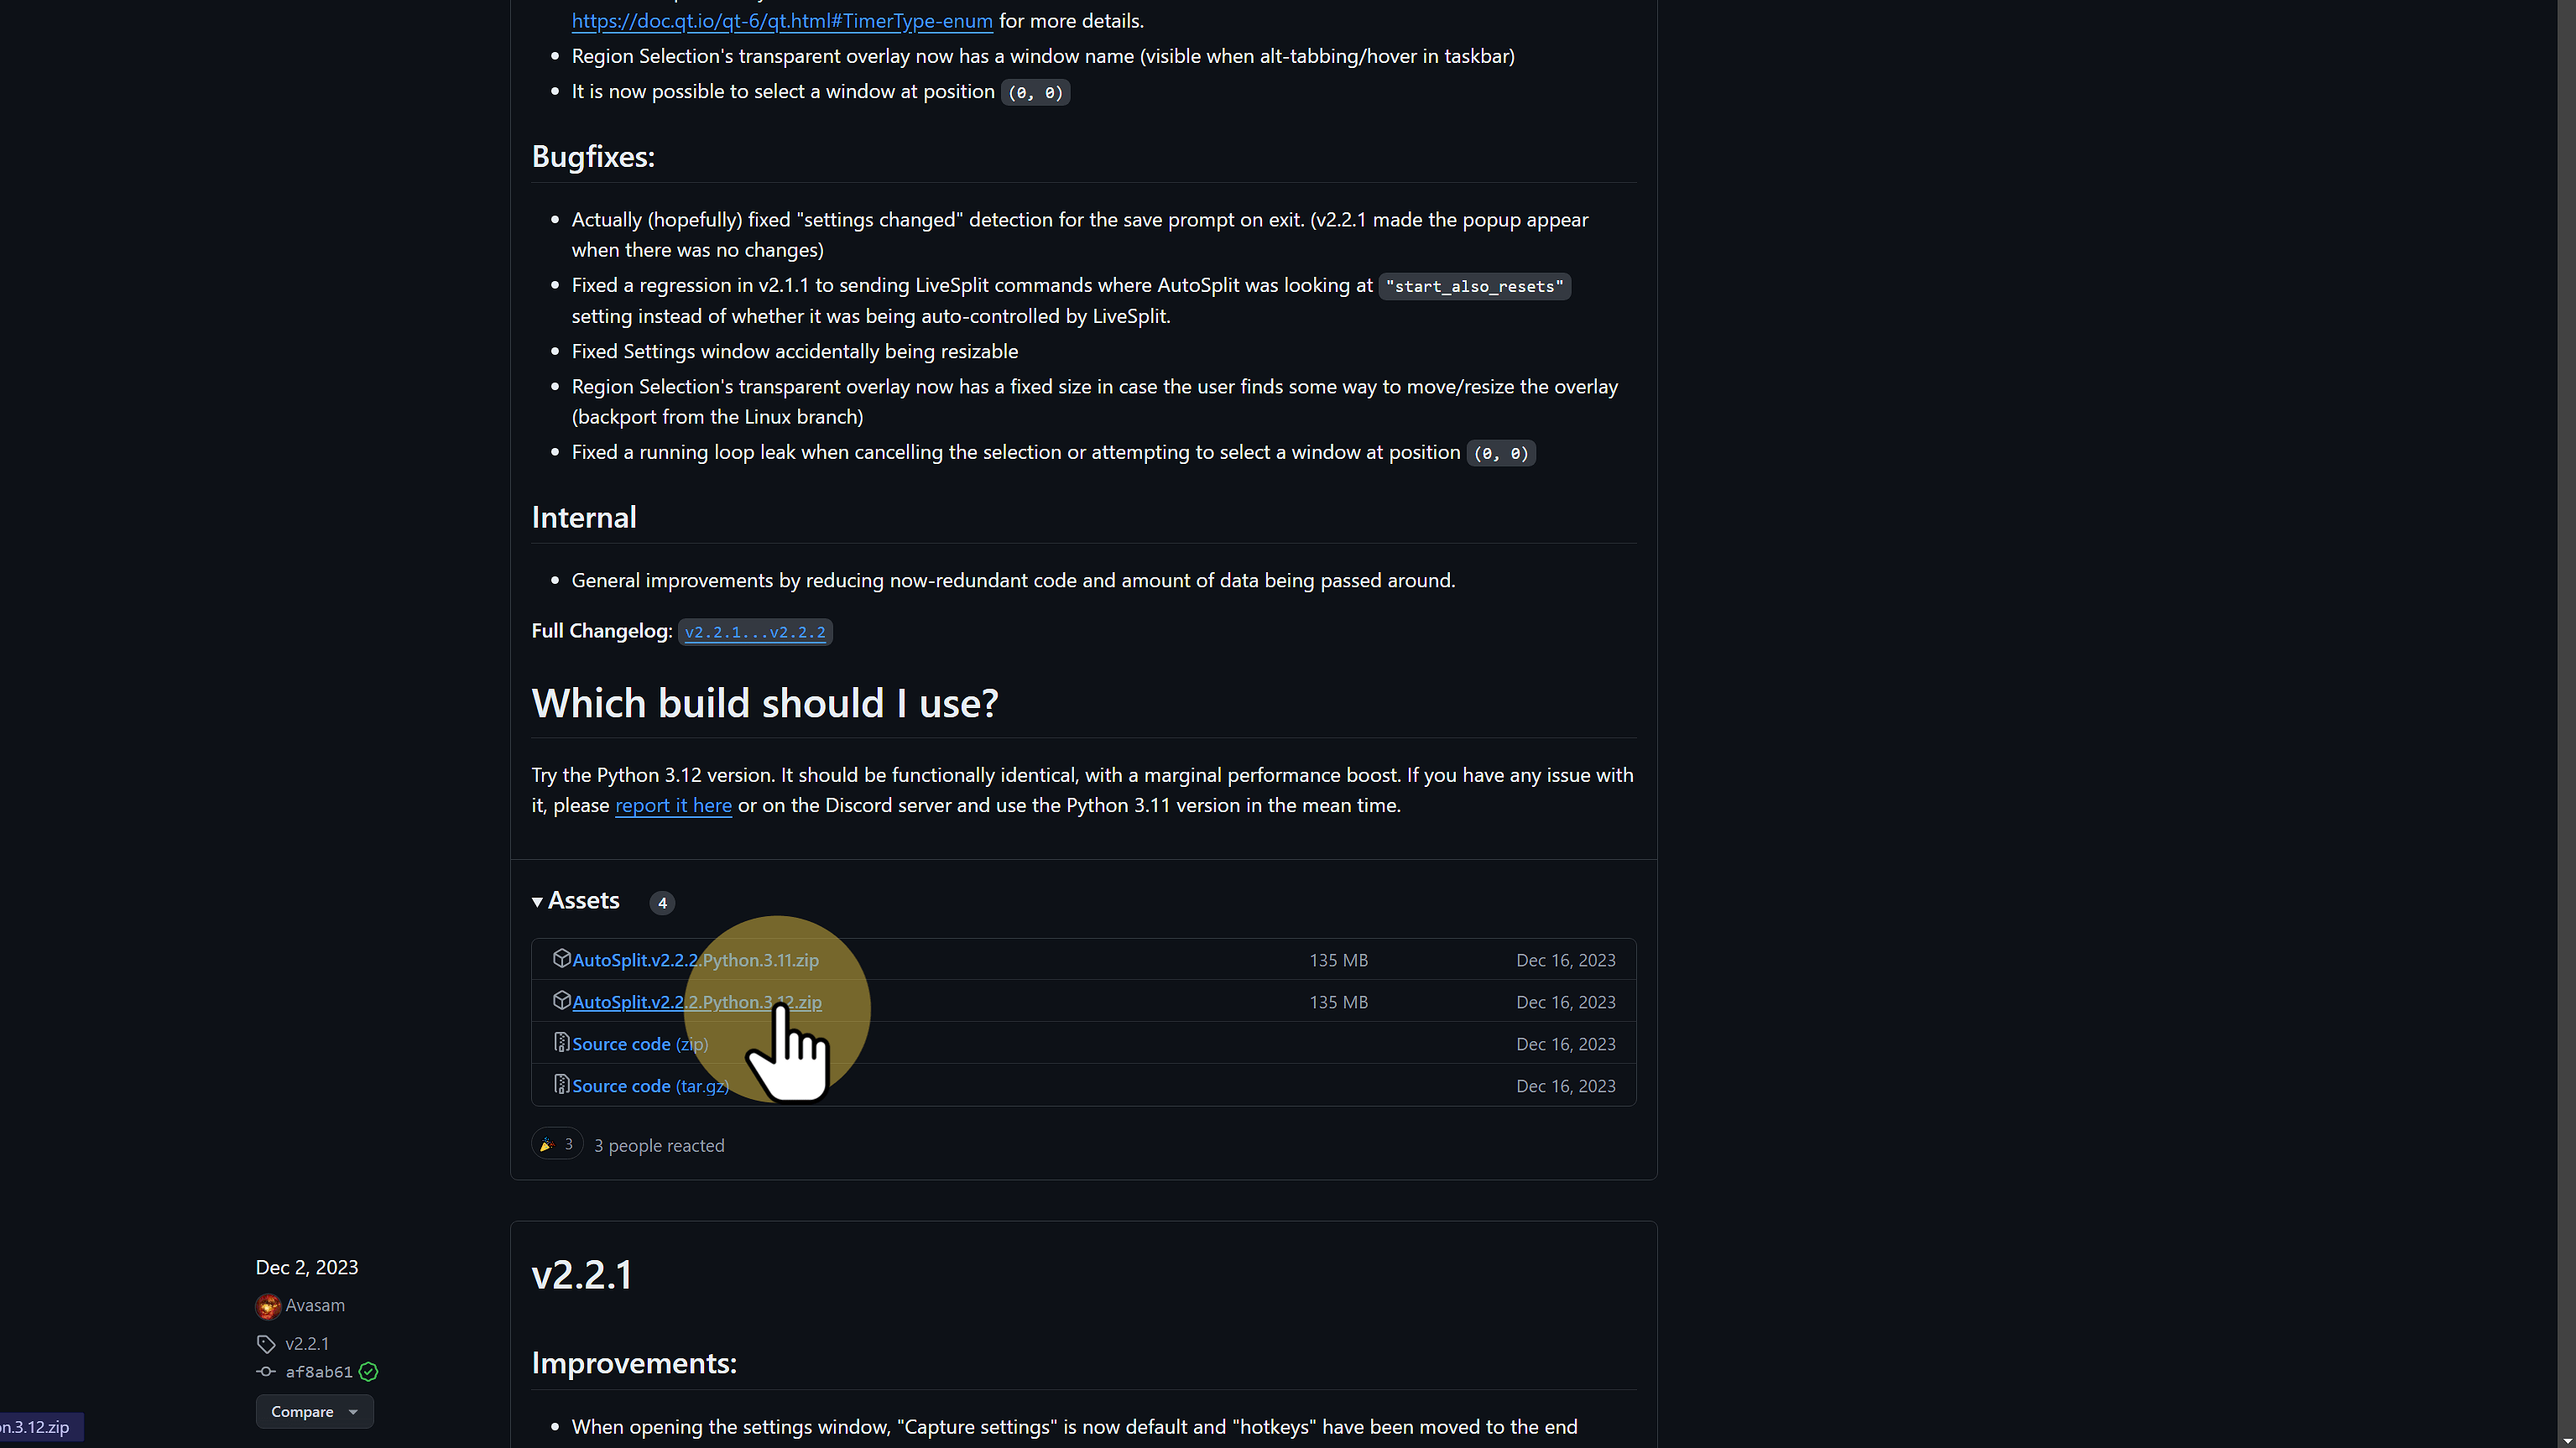 https://doc.qt.io/qt-6/qt.html#TimerType-enum for more details.
Region Selection's transparent overlay now has a window name (visible when alt-tabbing/hover in taskbar)
It is now possible to select a window at position (0, 0)
Bugfixes:
Actually (hopefully) fixed "settings changed" detection for the save prompt on exit. (v2.2.1 made the popup appear
when there was no changes)
Fixed a regression in v2.1.1 to sending LiveSplit commands where AutoSplit was looking at "start_also_resets"
setting instead of whether it was being auto-controlled by LiveSplit.
Fixed Settings window accidentally being resizable
Region Selection's transparent overlay now has a fixed size in case the user finds some way to move/resize the overlay
(backport from the Linux branch)
Fixed a running loop leak when cancelling the selection or attempting to select a window at position (0, 0)
Internal
General improvements by reducing now-redundant code and amount of data being passed around.
Full Changelog: v2.2.1...v2.2.2
Which build should I use?
Try the Python 3.12 version. It should be functionally identical, with a marginal performance boost. If you have any issue with
it, please report it here or on the Discord server and use the Python 3.11 version in the mean time.
Assets 4
AutoSplit.v2.2.2.Python.3.11.zip 135 MB Dec 16, 2023
AutoSplit.v2.2.2.Python.3.12.zip 135 MB Dec 16, 2023
Source code (zip) Dec 16, 2023
Source code (tar.gz) Dec 16, 2023
3 3 people reacted
Dec 2, 2023
Avasam
v2.2.1
af8ab61
Compare
v2.2.1
Improvements:
When opening the settings window, "Capture settings" is now default and "hotkeys" have been moved to the end
n.3.12.zip